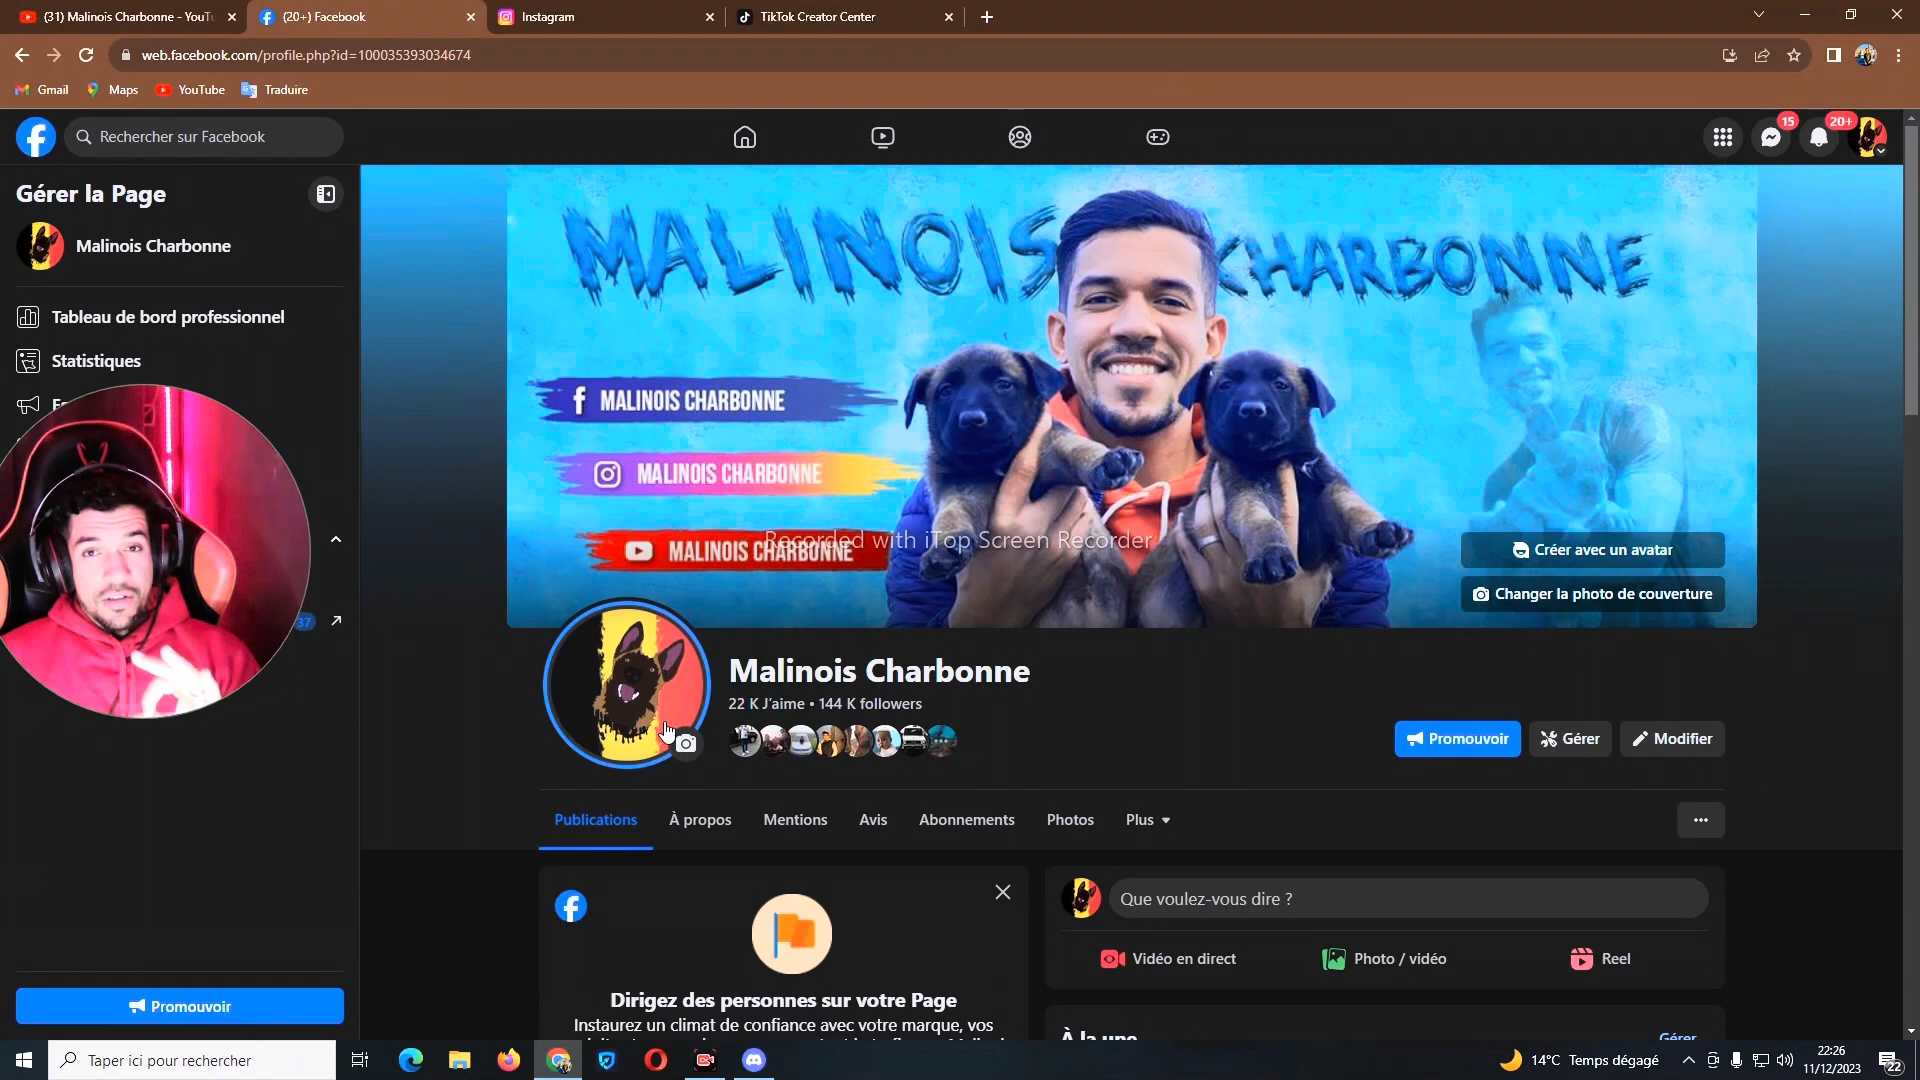 (31) Malinois Charbonne - YouTu
(20+) Facebook
Instagram
TikTok Creator Center
web.facebook.com/profile.php?id=100035393034674
Gmail
Maps
YouTube
Traduire
Rechercher sur Facebook
15
20+
Gérer la Page
Malinois Charbonne
Tableau de bord professionnel
Statistiques
37
Promouvoir
MALINOIS CHARBONNE
MALINOIS CHARBONNE
MALINOIS CHARBONNE
MALINOIS CHARBONNE
Recorded with iTop Screen Recorder
Créer avec un avatar
Changer la photo de couverture
Malinois Charbonne
22 K J'aime • 144 K followers
Promouvoir
Gérer
Modifier
Publications
À propos
Mentions
Avis
Abonnements
Photos
Plus
Dirigez des personnes sur votre Page
Instaurez un climat de confiance avec votre marque, vos
Que voulez-vous dire ?
Vidéo en direct
Photo / vidéo
Reel
À la une
Gérer
Taper ici pour rechercher
14°C Temps dégagé
22:26
11/12/2023
22